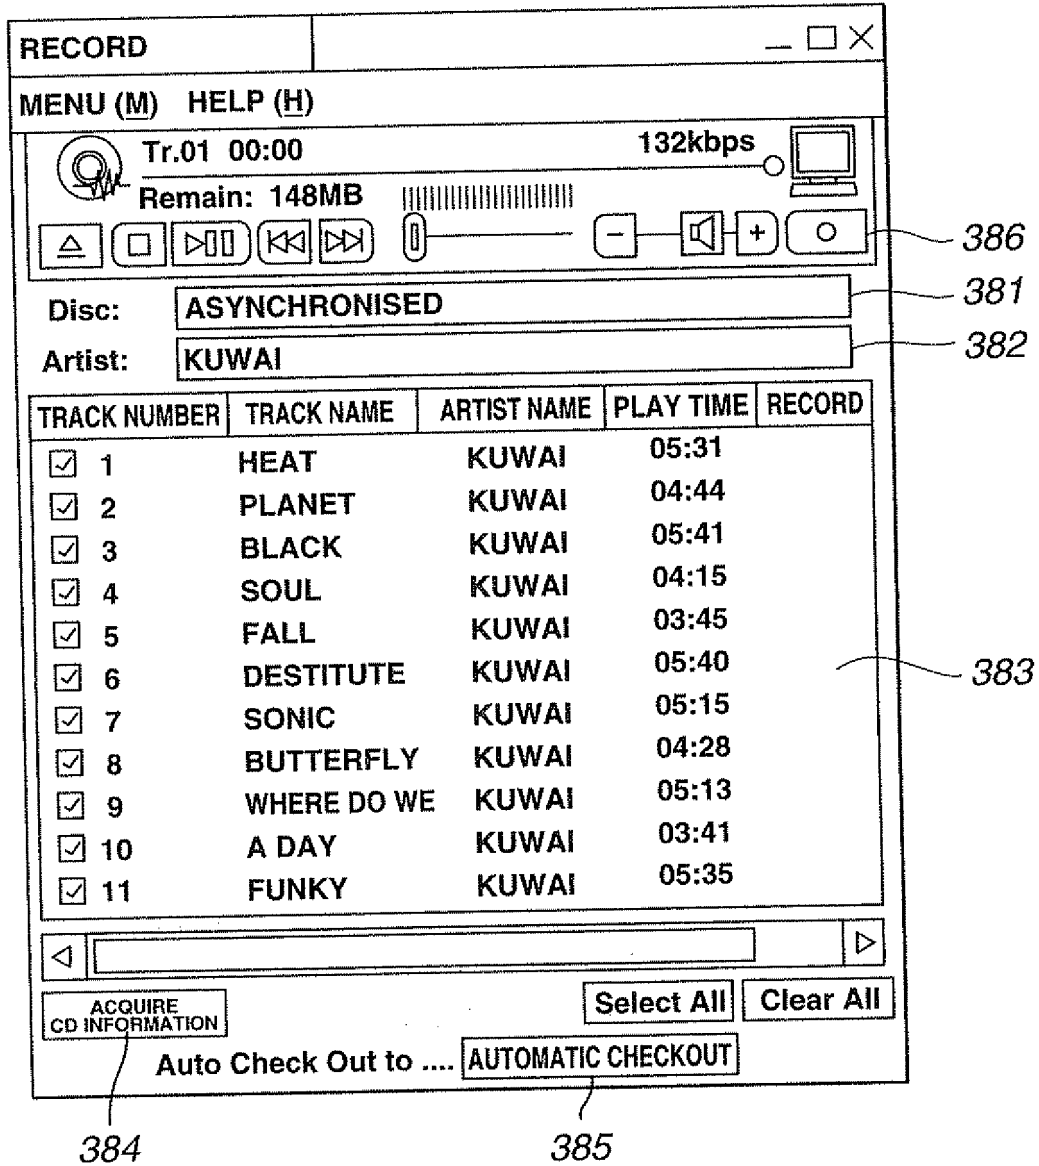 RECORD
MENU (M) HELP (H)
Tr.01 00:00 132kbps
Remain: 148MB
386
Disc: ASYNCHRONISED 381
Artist: KUWAI 382
TRACK NUMBER TRACK NAME ARTIST NAME PLAY TIME RECORD
1 HEAT KUWAI 05:31
2 PLANET KUWAI 04:44
3 BLACK KUWAI 05:41
4 SOUL KUWAI 04:15
5 FALL KUWAI 03:45
6 DESTITUTE KUWAI 05:40 383
7 SONIC KUWAI 05:15
8 BUTTERFLY KUWAI 04:28
9 WHERE DO WE KUWAI 05:13
10 A DAY KUWAI 03:41
11 FUNKY KUWAI 05:35
ACQUIRE
CD INFORMATION
Select All Clear All
Auto Check Out to .... AUTOMATIC CHECKOUT
384 385